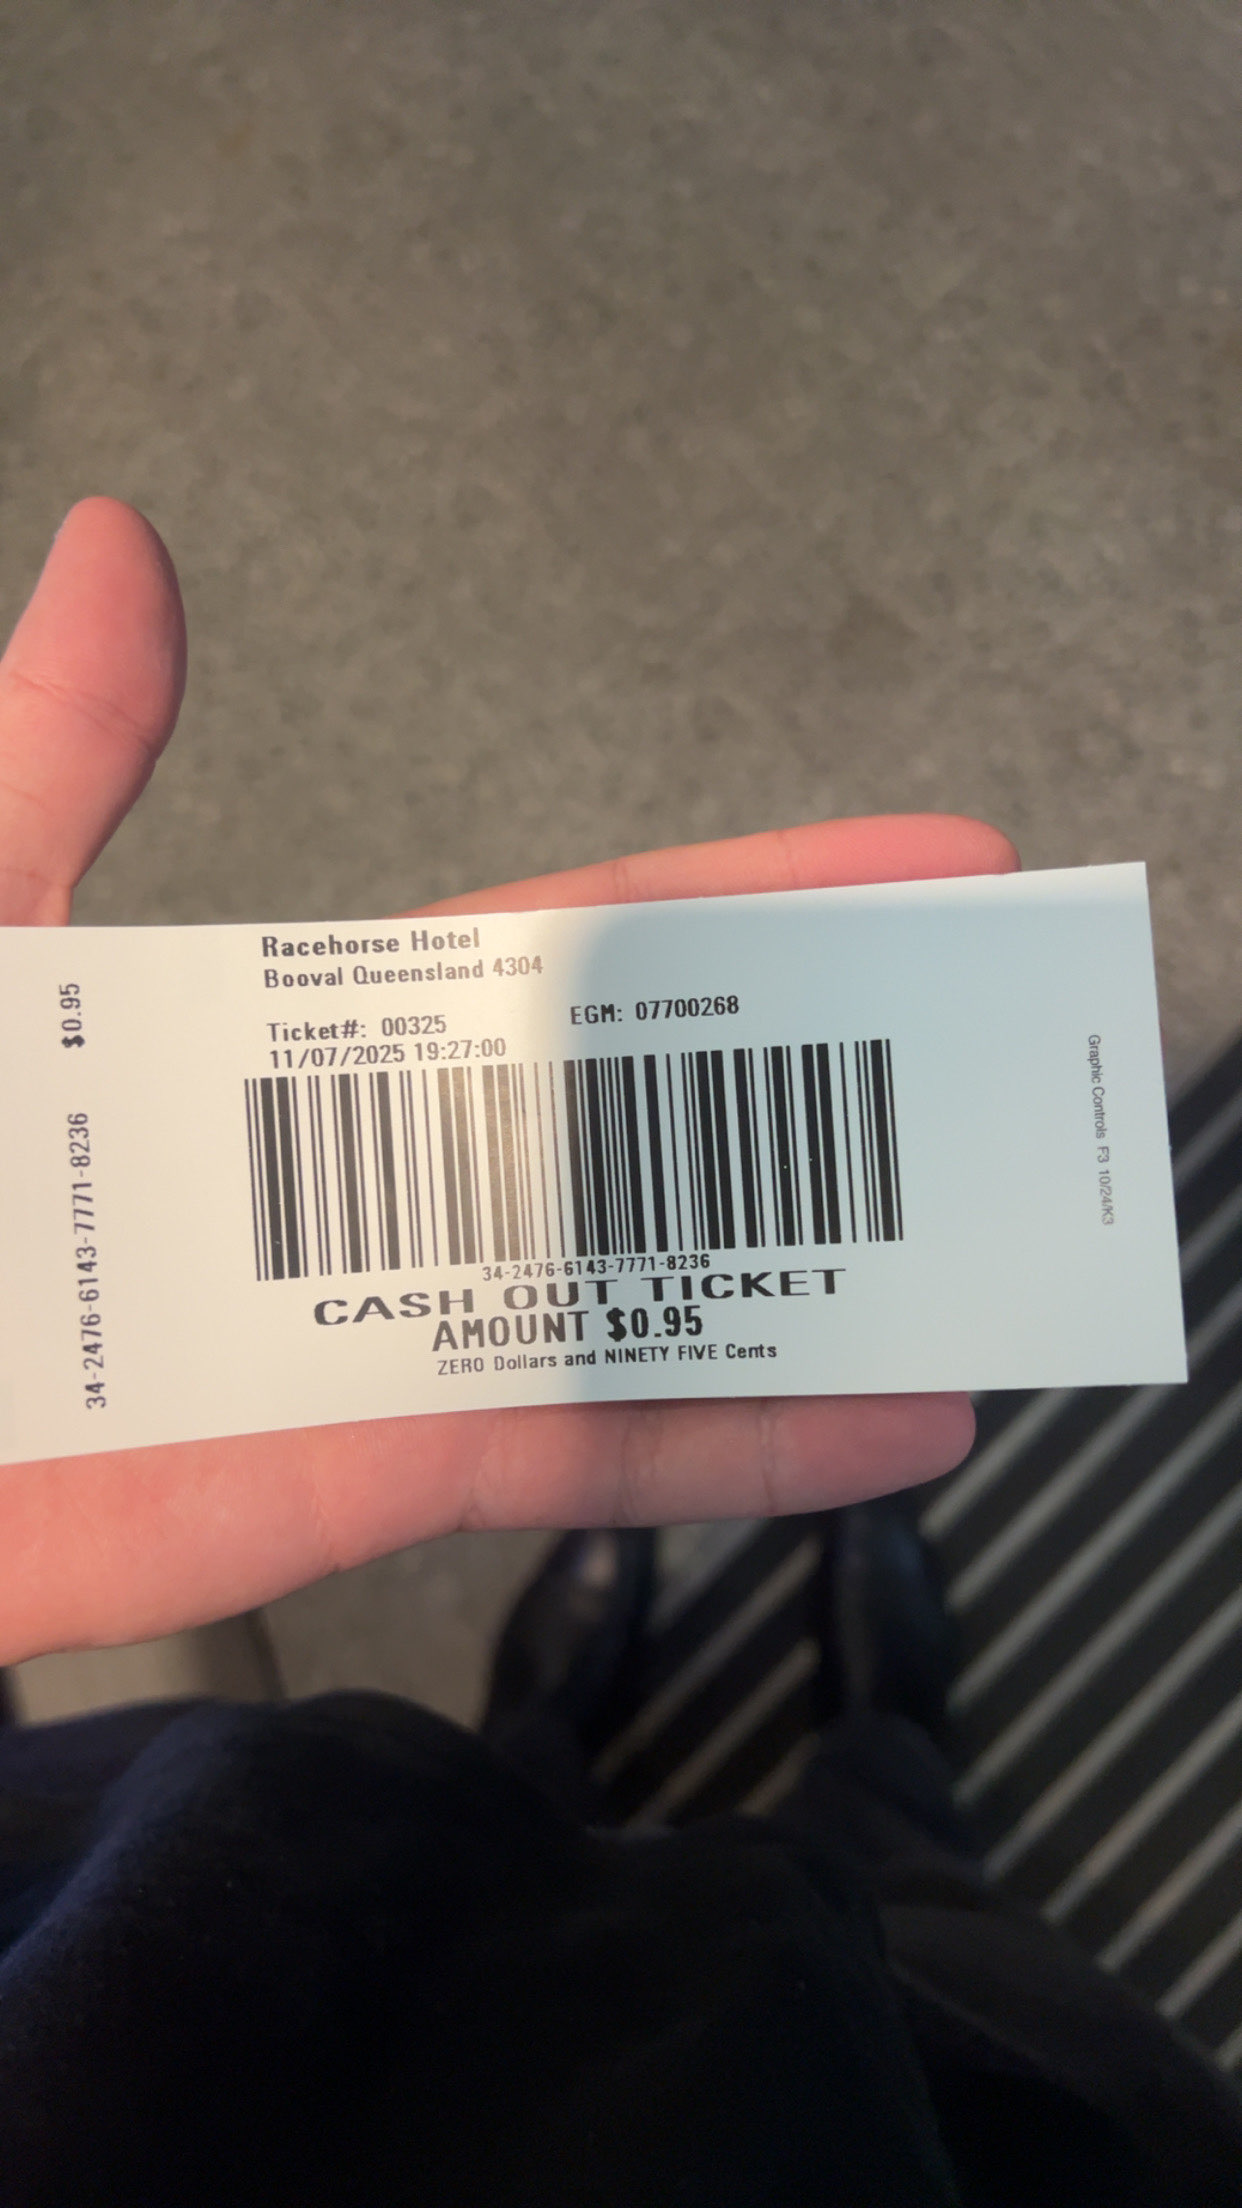 Racehorse Hotel
Booval Queensland 4304
Ticket#: 00325
EGM: 07700268
11/07/2025 19:27:00
34-2476-6143-7771-8236
CASH OUT TICKET
AMOUNT $0.95
ZERO Dollars and NINETY FIVE Cents
34-2476-6143-7771-8236 $0.95
Graphic Controls F3 10/24/K3